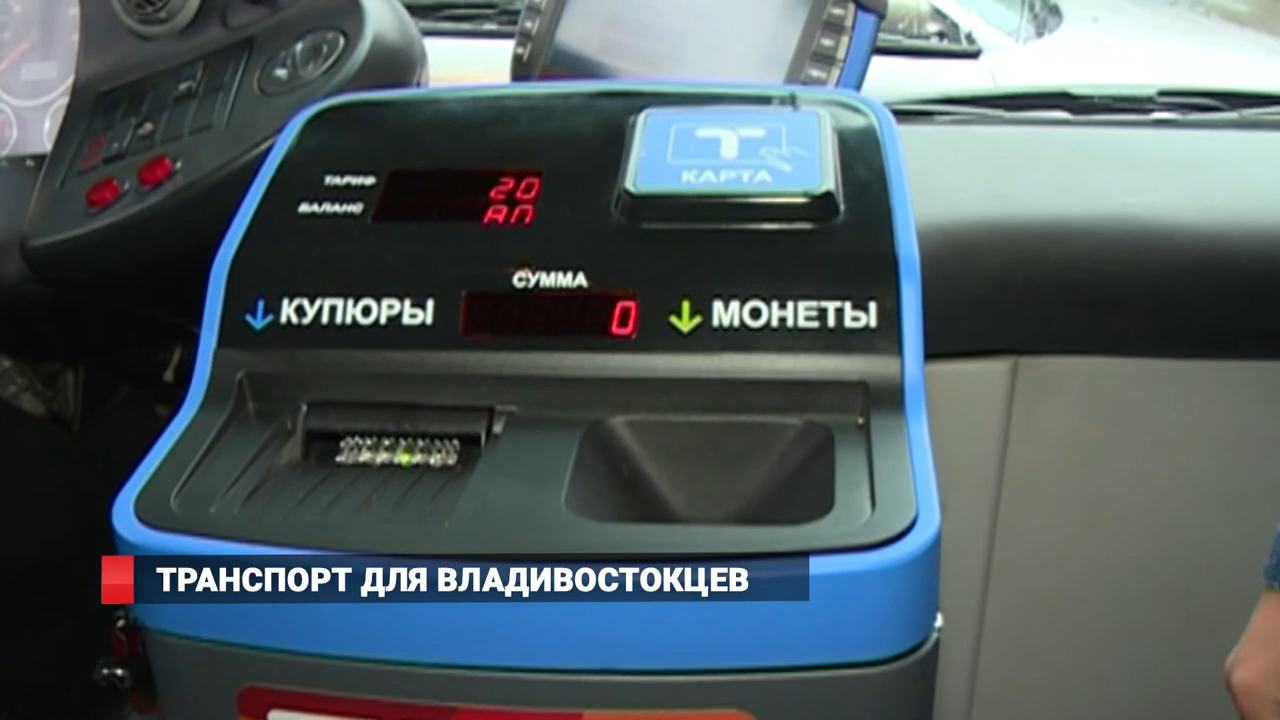 Т
КАРТА
ТАРИФ 20
БАЛАНС АП
СУММА
КУПЮРЫ 0 МОНЕТЫ
ТРАНСПОРТ ДЛЯ ВЛАДИВОСТОКЦЕВ